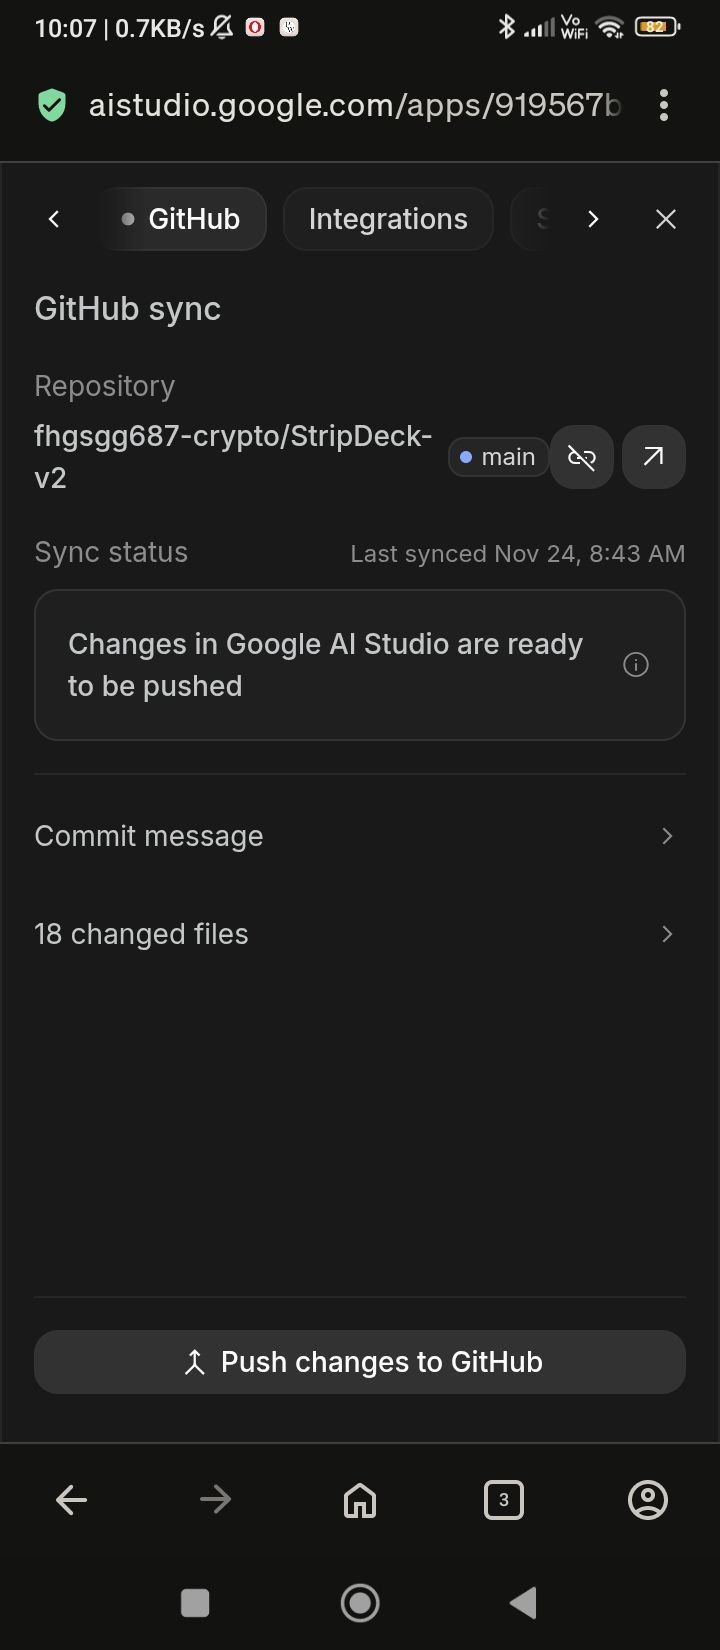 10:07 | 0.7KB/s
Vo
WiFi
82
aistudio.google.com/apps/919567b
GitHub
Integrations
GitHub sync
Repository
fhgsgg687-crypto/StripDeck-
v2
main
Sync status
Last synced Nov 24, 8:43 AM
Changes in Google AI Studio are ready
to be pushed
Commit message
18 changed files
Push changes to GitHub
3